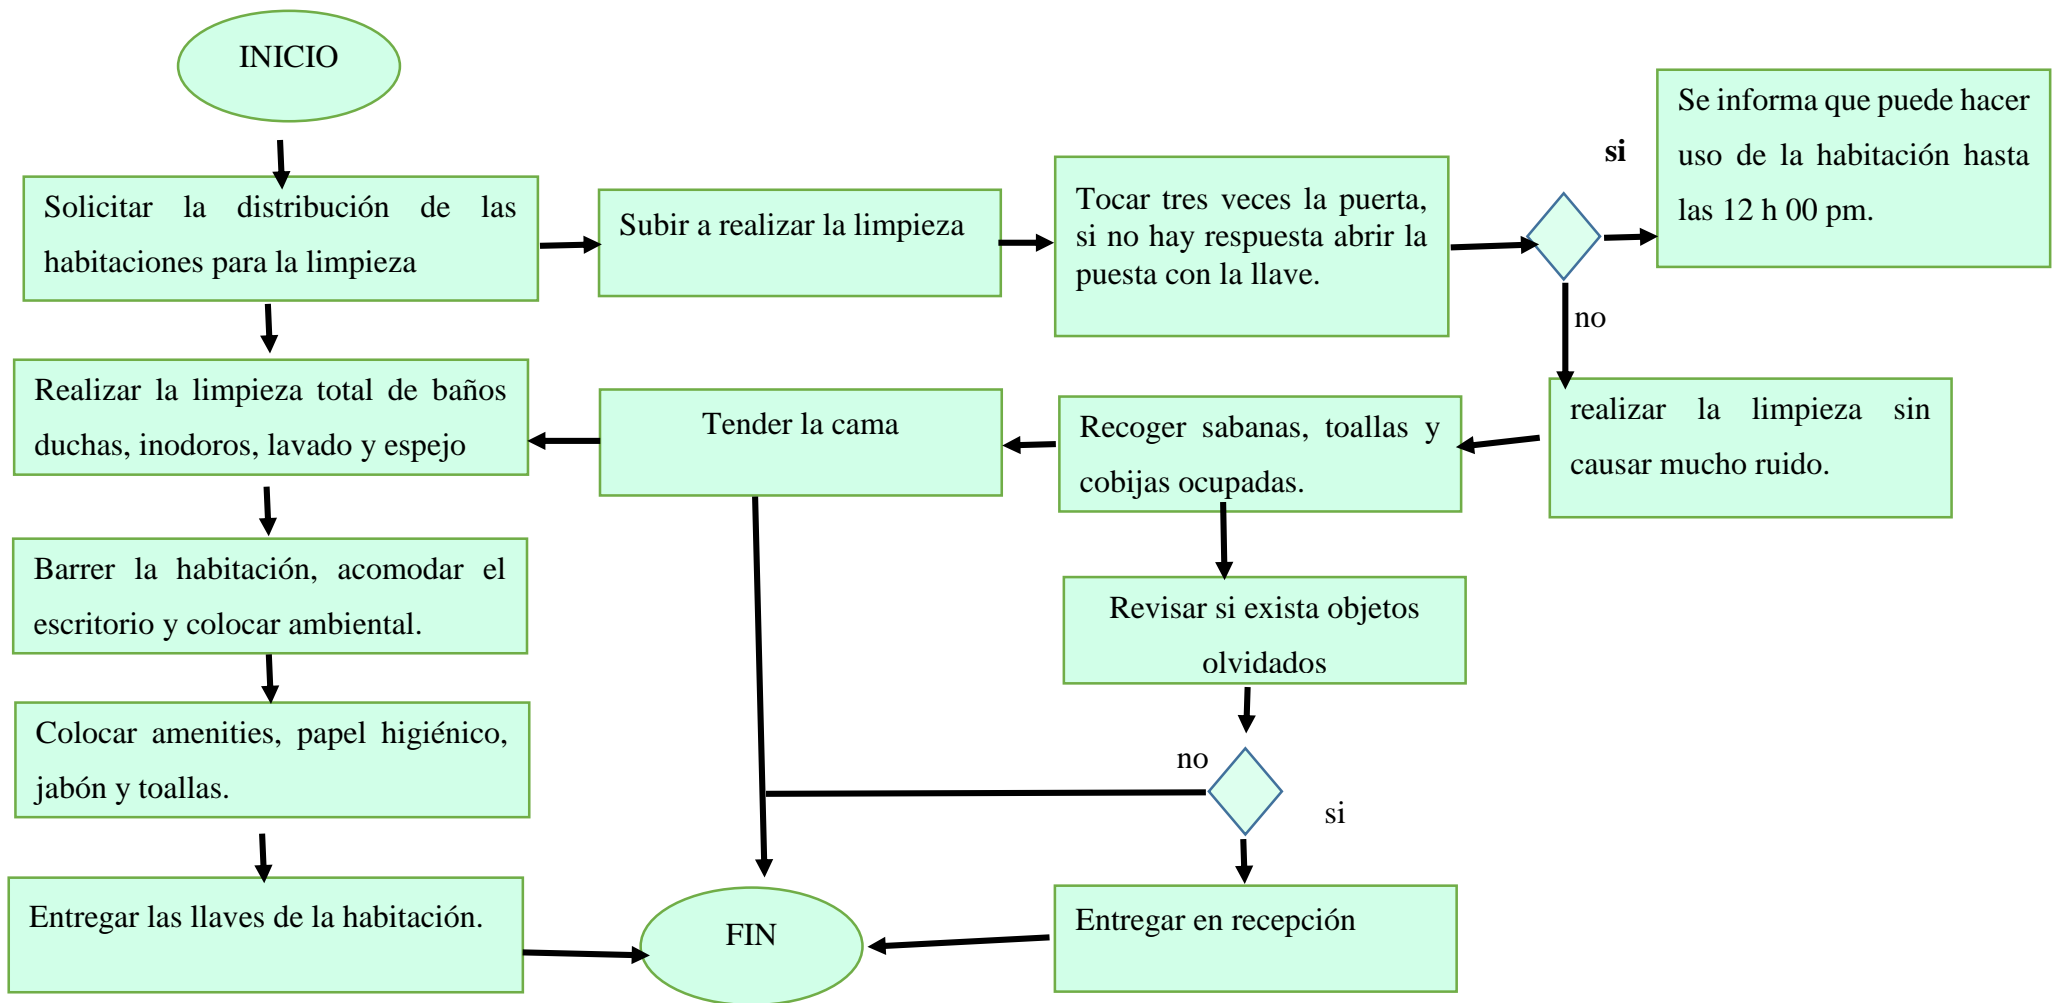 INICIO
Solicitar la distribución de las
habitaciones para la limpieza
Subir a realizar la limpieza
Tocar tres veces la puerta,
si no hay respuesta abrir la
puesta con la llave.
si
Se informa que puede hacer
uso de la habitación hasta
las 12 h 00 pm.
no
realizar la limpieza sin
causar mucho ruido.
Recoger sabanas, toallas y
cobijas ocupadas.
Tender la cama
Realizar la limpieza total de baños
duchas, inodoros, lavado y espejo
Barrer la habitación, acomodar el
escritorio y colocar ambiental.
Revisar si exista objetos
olvidados
Colocar amenities, papel higiénico,
jabón y toallas.
no
si
Entregar las llaves de la habitación.
FIN
Entregar en recepción